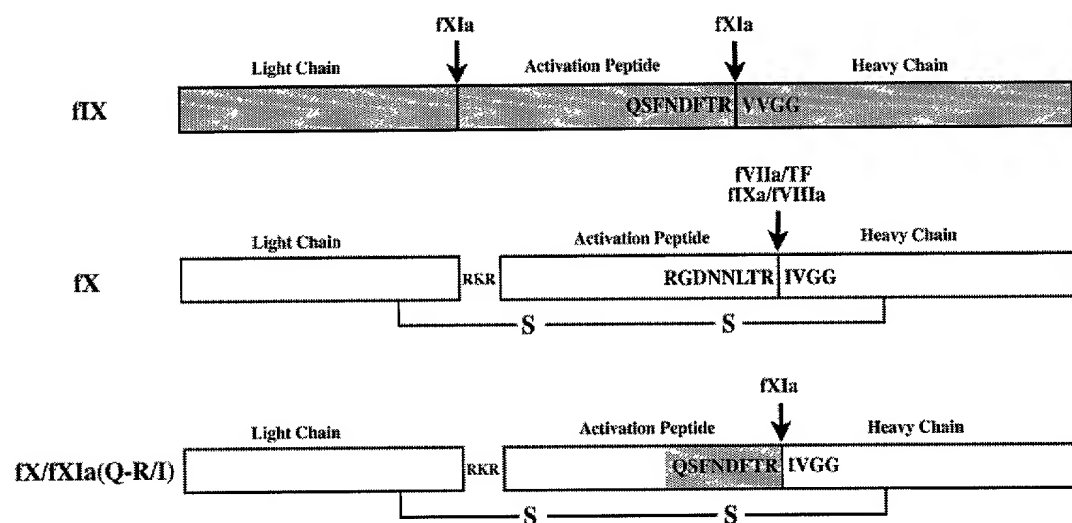 fXIa fXIa
Light Chain Activation Peptide Heavy Chain
fIX QSFNDFTR VVGG
fVIIa/TF
fIXa/fVIIIa
Light Chain Activation Peptide Heavy Chain
fX RKR RGDNNLTR IVGG
S S
fXIa
Light Chain Activation Peptide Heavy Chain
fX/fXIa(Q-R/I) RKR QSFNDFTR IVGG
S S